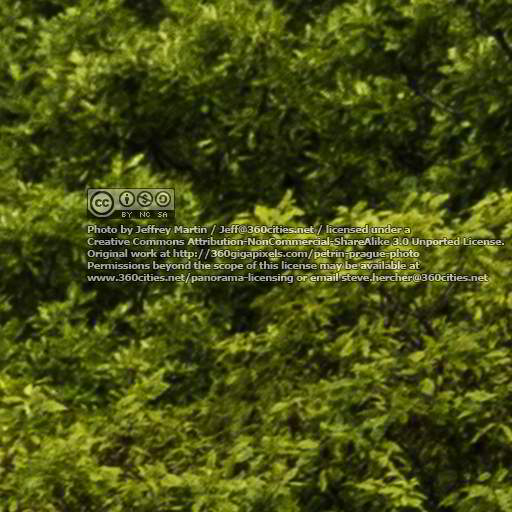 cc BY NC SA
Photo by Jeffrey Martin / Jeff@360cities.net / licensed under a
Creative Commons Attribution-NonCommercial-ShareAlike 3.0 Unported License.
Original work at http://360gigapixels.com/petrin-prague-photo
Permissions beyond the scope of this license may be available at
www.360cities.net/panorama-licensing or email steve.hercher@360cities.net